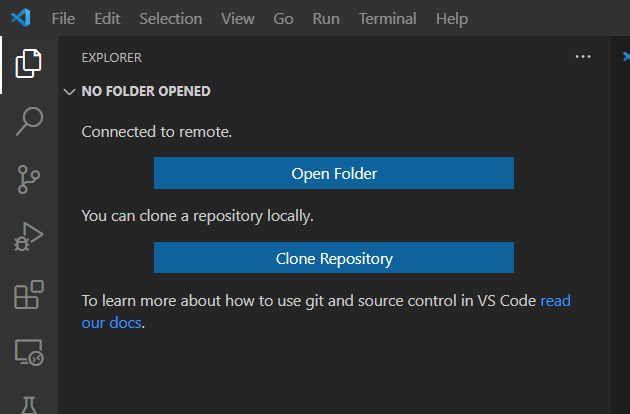 File Edit Selection View Go Run Terminal Help
EXPLORER
NO FOLDER OPENED
Connected to remote.
Open Folder
You can clone a repository locally.
Clone Repository
To learn more about how to use git and source control in VS Code read
our docs.